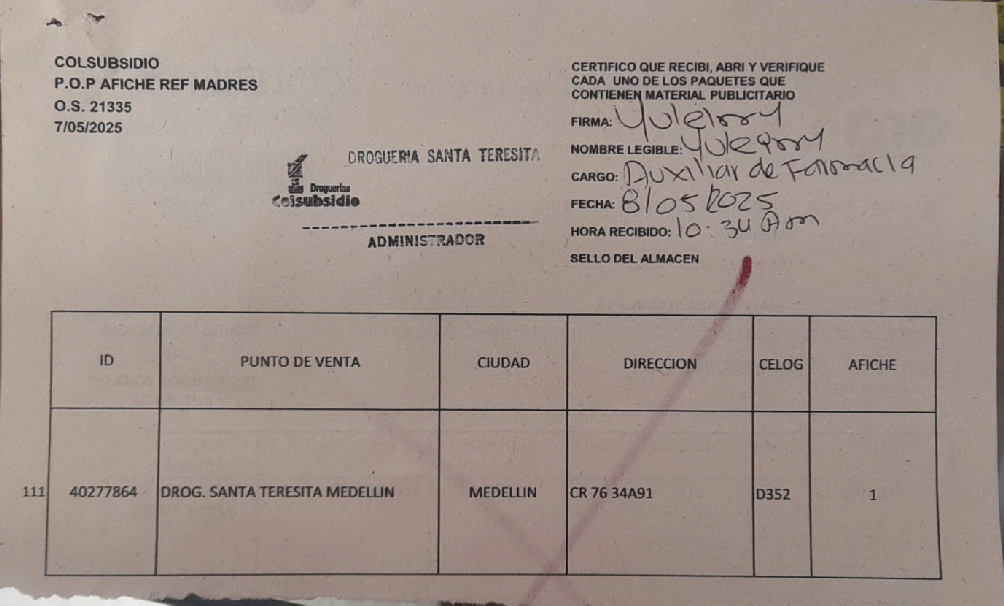 COLSUBSIDIO
P.O.P AFICHE REF MADRES
O.S. 21335
7/05/2025
CERTIFICO QUE RECIBI, ABRI Y VERIFIQUE
CADA UNO DE LOS PAQUETES QUE
CONTIENEN MATERIAL PUBLICITARIO
FIRMA:
NOMBRE LEGIBLE:
CARGO: Auxiliar de Farmacia
FECHA: 8/05/2025
HORA RECIBIDO: 10:34 Am
SELLO DEL ALMACEN
DROGUERIA SANTA TERESITA
Droguerías
Colsubsidio
ADMINISTRADOR
ID PUNTO DE VENTA CIUDAD DIRECCION CELOG AFICHE
111 40277864 DROG. SANTA TERESITA MEDELLIN MEDELLIN CR 76 34A91 D352 1